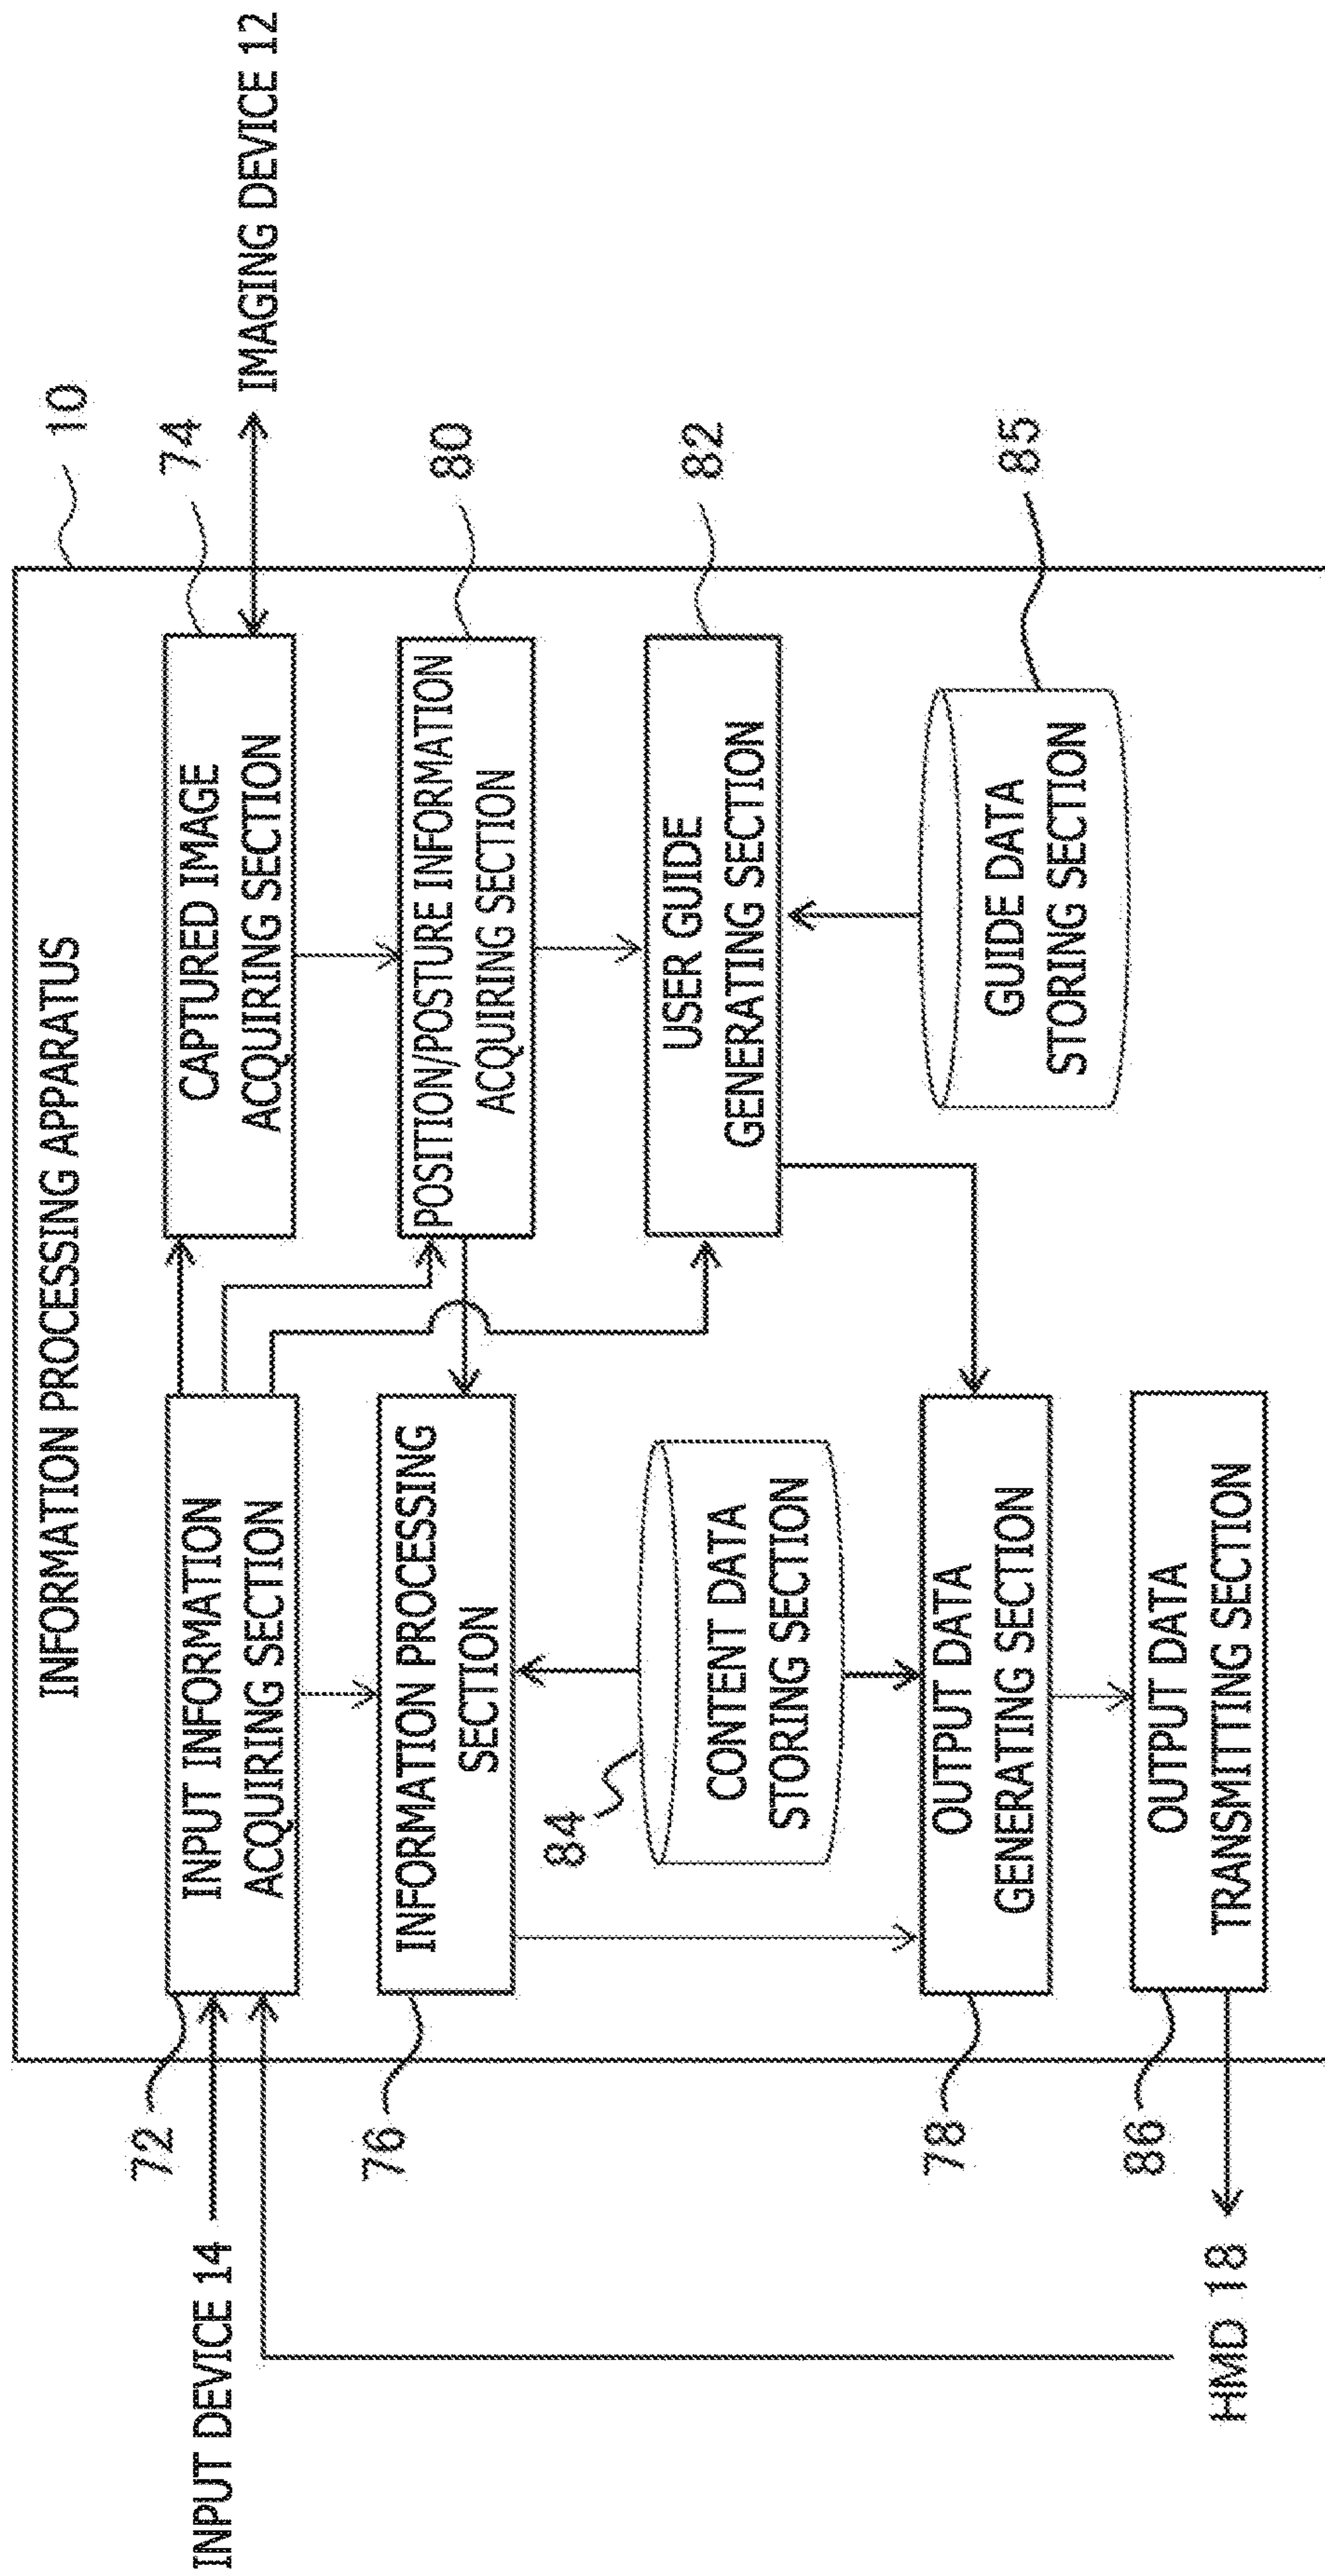 INFORMATION PROCESSING APPARATUS
10
INPUT DEVICE 14
72
INPUT INFORMATION
ACQUIRING SECTION
CAPTURED IMAGE
ACQUIRING SECTION
74
IMAGING DEVICE 12
76
INFORMATION PROCESSING
SECTION
POSITION/POSTURE INFORMATION
ACQUIRING SECTION
80
84
CONTENT DATA
STORING SECTION
USER GUIDE
GENERATING SECTION
82
78
OUTPUT DATA
GENERATING SECTION
GUIDE DATA
STORING SECTION
85
86
OUTPUT DATA
TRANSMITTING SECTION
HMD 18